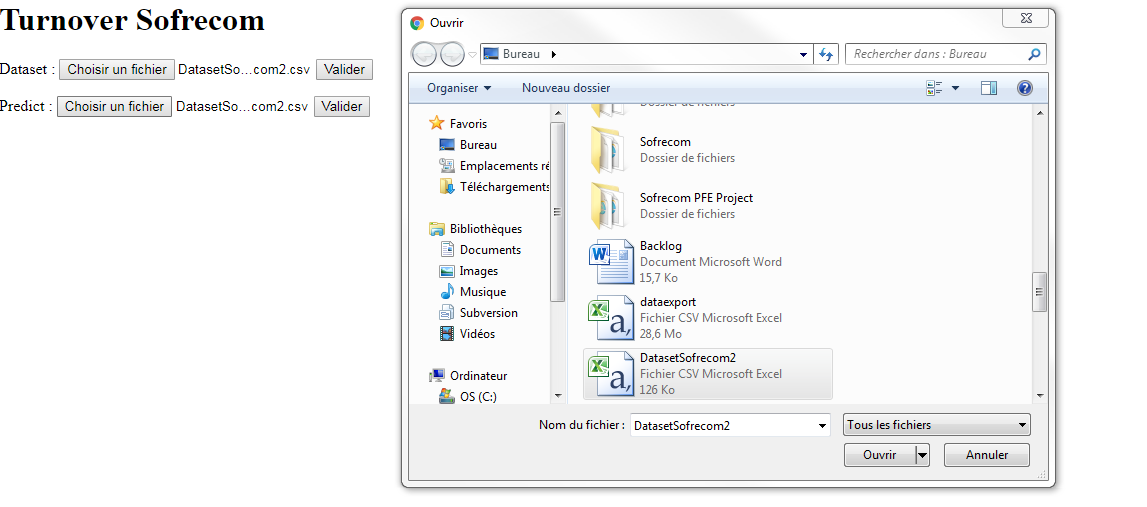 Turnover Sofrecom
Dataset : Choisir un fichier DatasetSo...com2.csv Valider
Predict : Choisir un fichier DatasetSo...com2.csv Valider
Ouvrir
Bureau
Rechercher dans : Bureau
Organiser
Nouveau dossier
Favoris
Bureau
Emplacements ré
Téléchargements
Bibliothèques
Documents
Images
Musique
Subversion
Vidéos
Ordinateur
OS (C:)
Dossier de fichiers
Sofrecom
Dossier de fichiers
Sofrecom PFE Project
Dossier de fichiers
Backlog
Document Microsoft Word
15,7 Ko
dataexport
Fichier CSV Microsoft Excel
28,6 Mo
DatasetSofrecom2
Fichier CSV Microsoft Excel
126 Ko
Nom du fichier : DatasetSofrecom2
Tous les fichiers
Ouvrir
Annuler